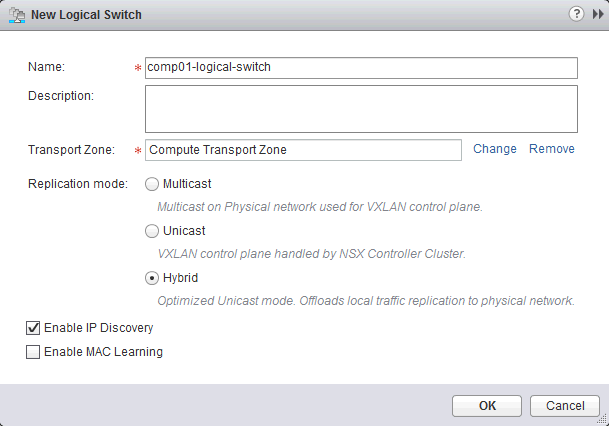 New Logical Switch
?
Name: * comp01-logical-switch
Description:
Transport Zone: * Compute Transport Zone Change Remove
Replication mode: Multicast
Multicast on Physical network used for VXLAN control plane.
Unicast
VXLAN control plane handled by NSX Controller Cluster.
Hybrid
Optimized Unicast mode. Offloads local traffic replication to physical network.
Enable IP Discovery
Enable MAC Learning
OK Cancel